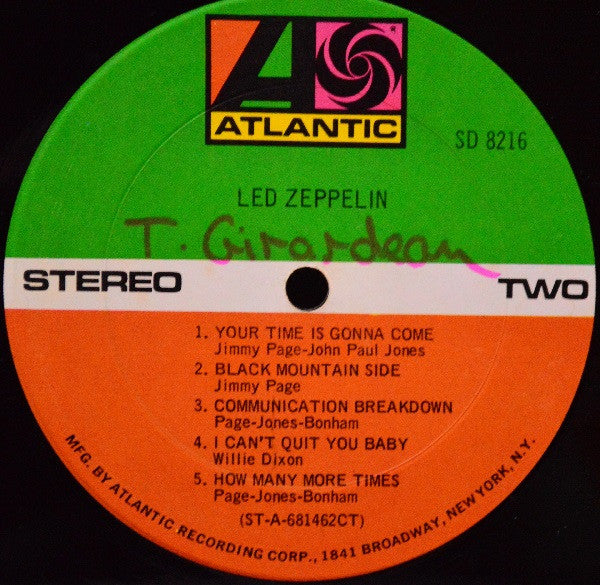 ATLANTIC
SD 8216
LED ZEPPELIN
T. Girardeau
STEREO
TWO
1. YOUR TIME IS GONNA COME
Jimmy Page-John Paul Jones
2. BLACK MOUNTAIN SIDE
Jimmy Page
3. COMMUNICATION BREAKDOWN
Page-Jones-Bonham
4. I CAN'T QUIT YOU BABY
Willie Dixon
5. HOW MANY MORE TIMES
Page-Jones-Bonham
(ST-A-681462CT)
MFG. BY ATLANTIC RECORDING CORP., 1841 BROADWAY, NEW YORK, N.Y.